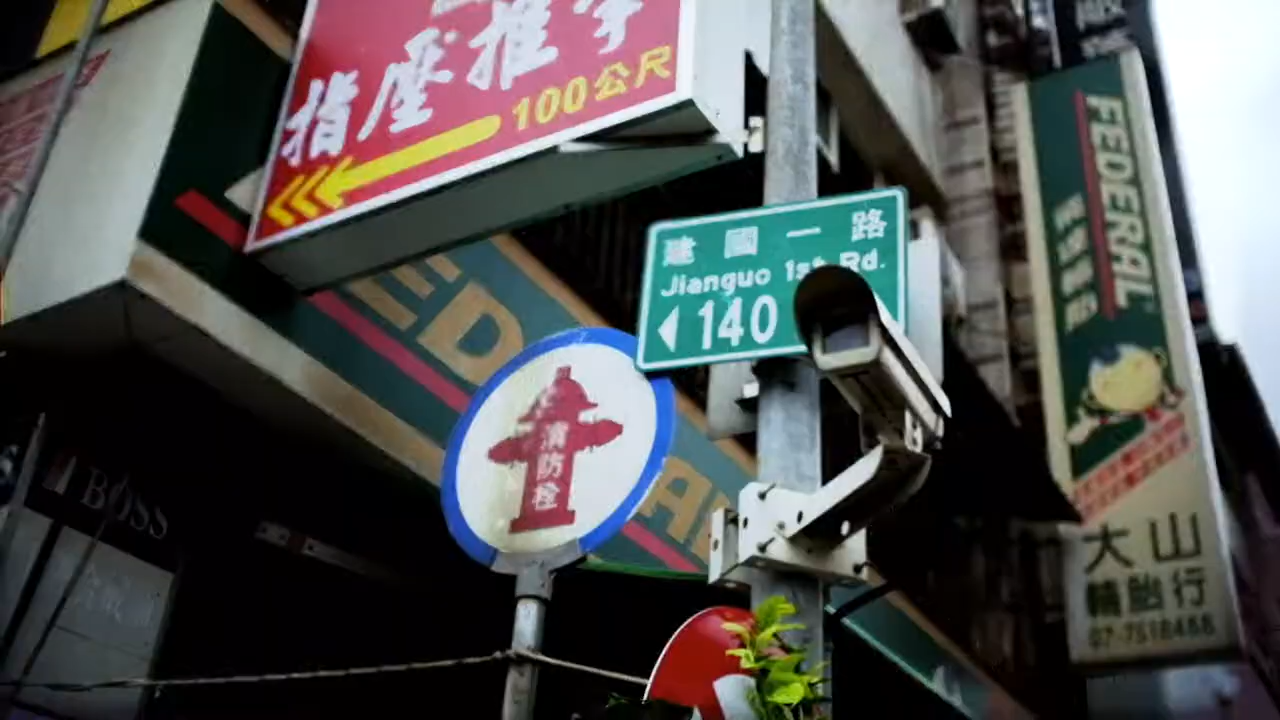 指壓推拿
100公尺
建國一路
Jianguo 1st Rd.
140
消防栓
BOSS
FEDERAL
大山
輪胎行
07-7518468